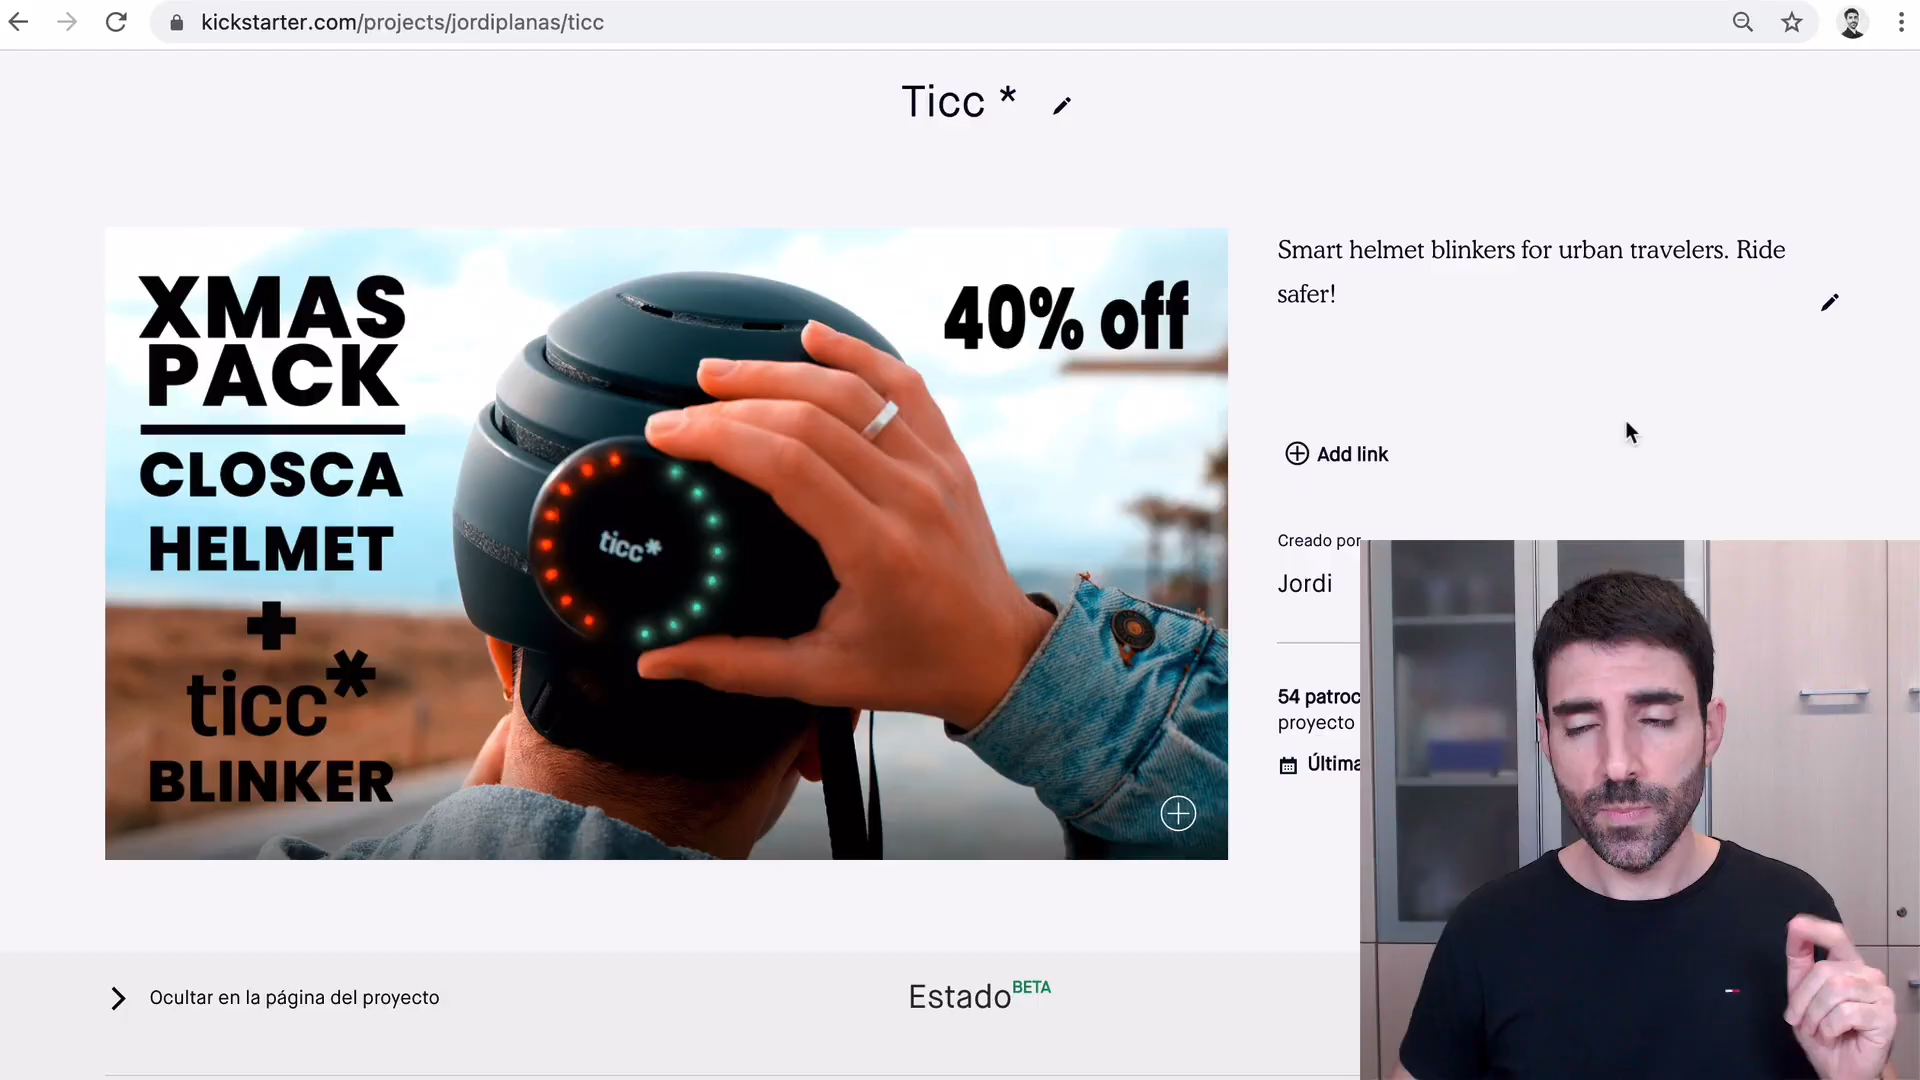 kickstarter.com/projects/jordiplanas/ticc
Ticc *
XMAS
PACK
CLOSCA
HELMET
+
ticc*
BLINKER
40% off
ticc*
Smart helmet blinkers for urban travelers. Ride
safer!
Add link
Creado por
Jordi
54 patroc
proyecto
Última
Ocultar en la página del proyecto
Estado BETA